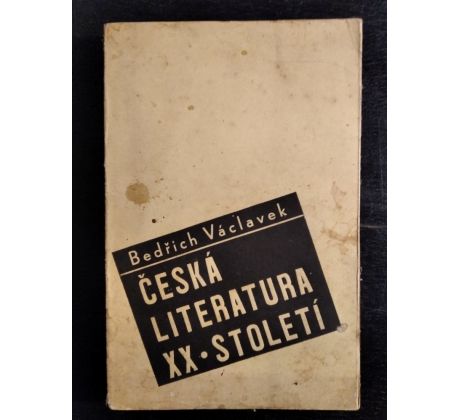 Bedřich Václavek
ČESKÁ
LITERATURA
XX. STOLETÍ